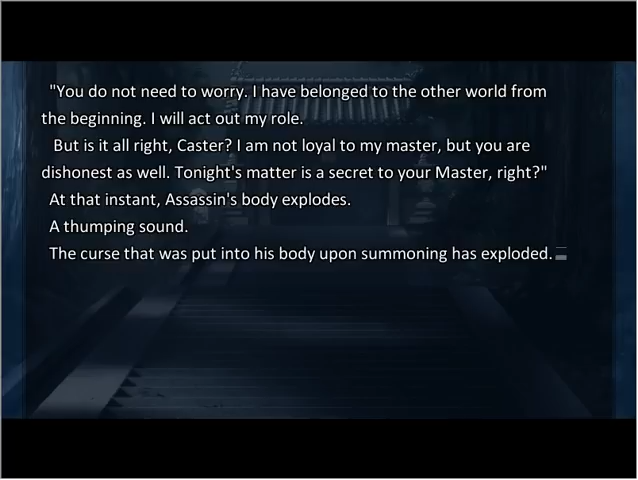 "You do not need to worry. I have belonged to the other world from
the beginning. I will act out my role.
But is it all right, Caster? I am not loyal to my master, but you are
dishonest as well. Tonight's matter is a secret to your Master, right?"
At that instant, Assassin's body explodes.
A thumping sound.
The curse that was put into his body upon summoning has exploded.